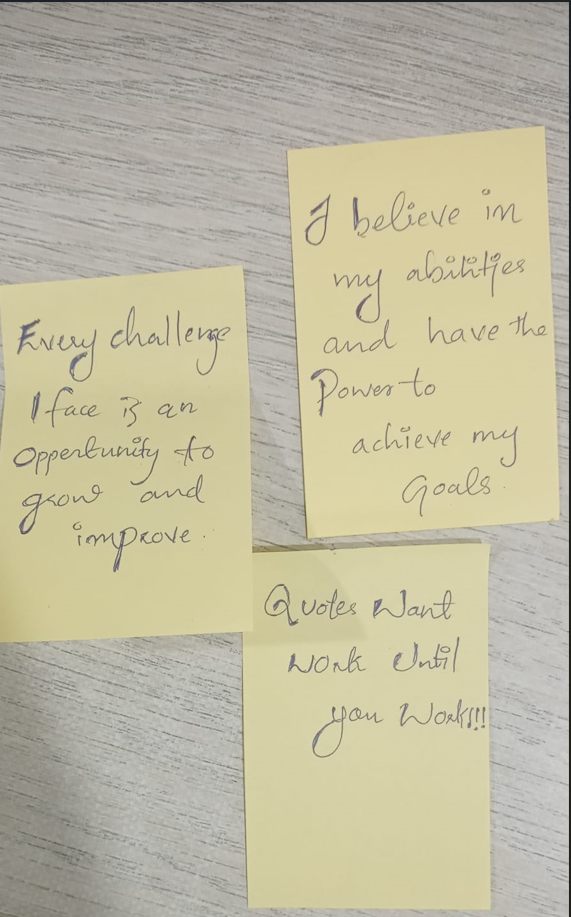 Every challenge
I face is an
Oppertunity to
grow and
improve.
I believe in
my abilities
and have the
Power to
achieve my
Goals.
Quotes Want
Work Until
you Work!!!